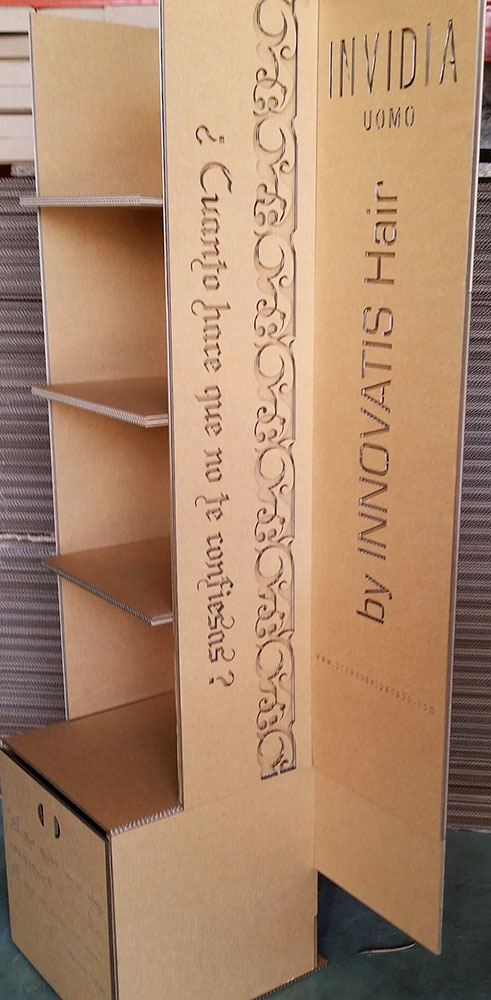 INVIDIA
UOMO
by INNOVATIS Hair
¿Cuanto hace que no te confiesas?